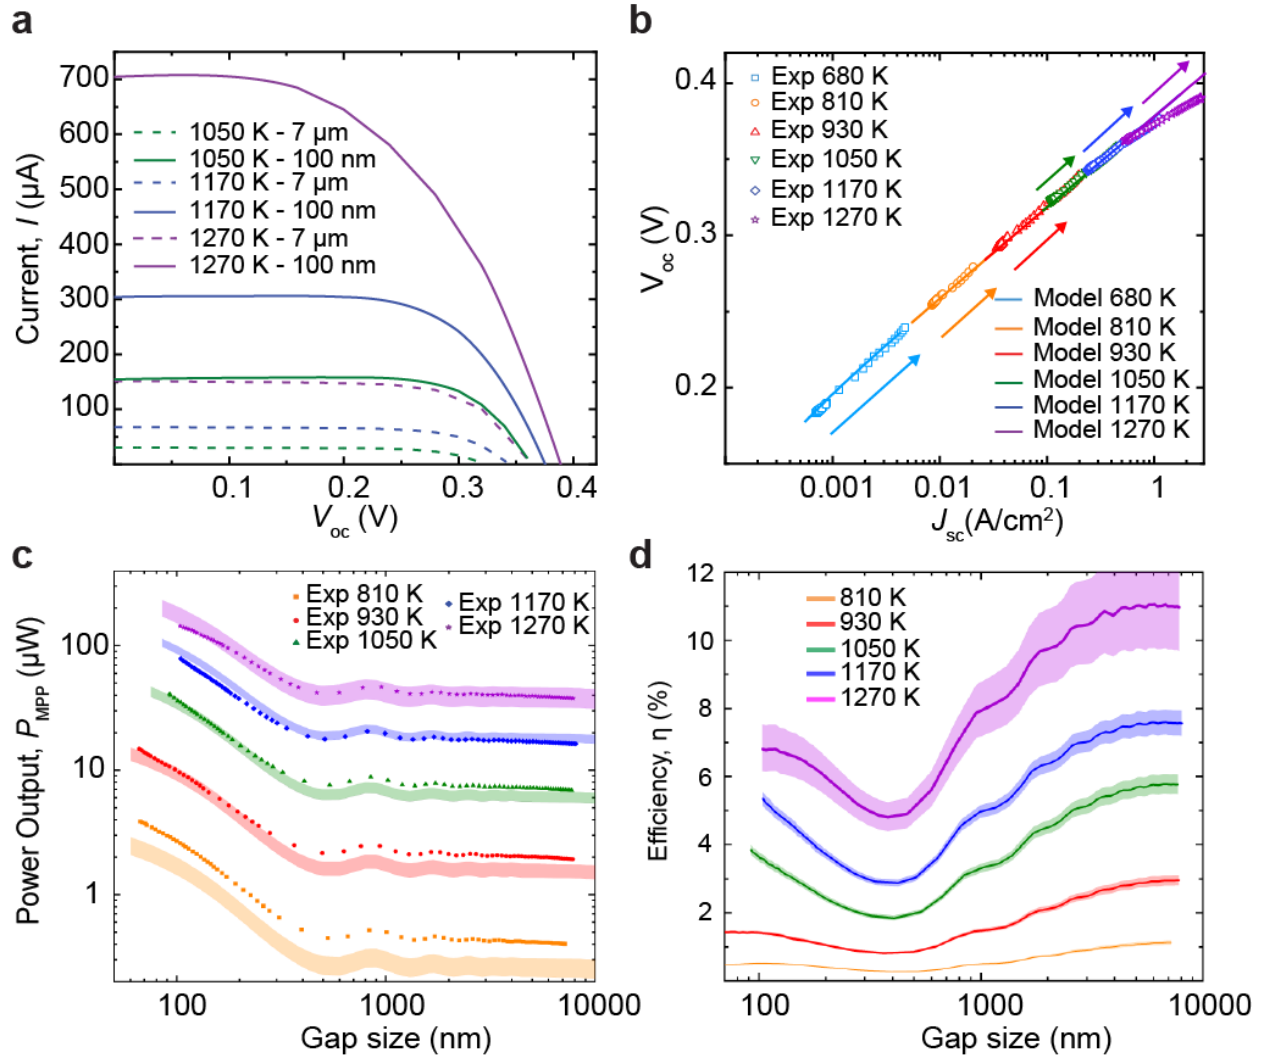 a
700
600
500
400
300
200
100
Current, I (μA)
1050 K - 7 μm
1050 K - 100 nm
1170 K - 7 μm
1170 K - 100 nm
1270 K - 7 μm
1270 K - 100 nm
0.1 0.2 0.3 0.4
Voc (V)
b
0.4
0.3
0.2
Voc (V)
Exp 680 K
Exp 810 K
Exp 930 K
Exp 1050 K
Exp 1170 K
Exp 1270 K
Model 680 K
Model 810 K
Model 930 K
Model 1050 K
Model 1170 K
Model 1270 K
0.001 0.01 0.1 1
Jsc(A/cm²)
c
100
10
1
Power Output, PMPP (μW)
Exp 810 K
Exp 930 K
Exp 1050 K
Exp 1170 K
Exp 1270 K
100 1000 10000
Gap size (nm)
d
12
10
8
6
4
2
Efficiency, η (%)
810 K
930 K
1050 K
1170 K
1270 K
100 1000 10000
Gap size (nm)